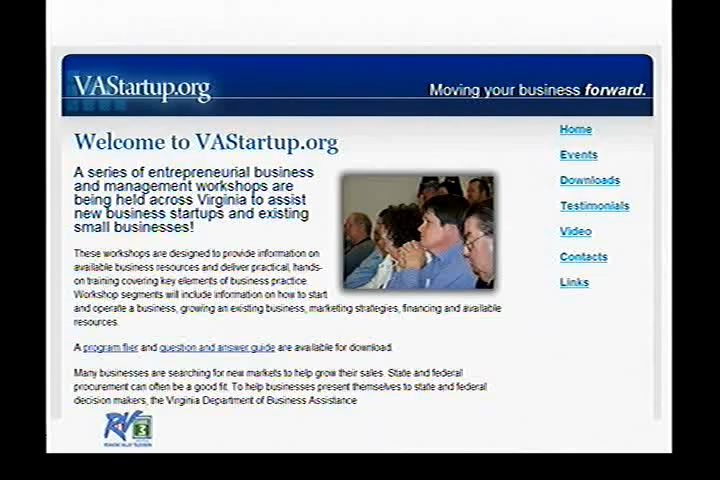 VAStartup.org
Moving your business forward.
Welcome to VAStartup.org
A series of entrepreneurial business
and management workshops are
being held across Virginia to assist
new business startups and existing
small businesses!
These workshops are designed to provide information on
available business resources and deliver practical, hands-
on training covering key elements of business practice.
Workshop segments will include information on how to start
and operate a business, growing an existing business, marketing strategies, financing and available
resources.
A program flier and question and answer guide are available for download.
Many businesses are searching for new markets to help grow their sales. State and federal
procurement can often be a good fit. To help businesses present themselves to state and federal
decision makers, the Virginia Department of Business Assistance
Home
Events
Downloads
Testimonials
Video
Contacts
Links
RV
3